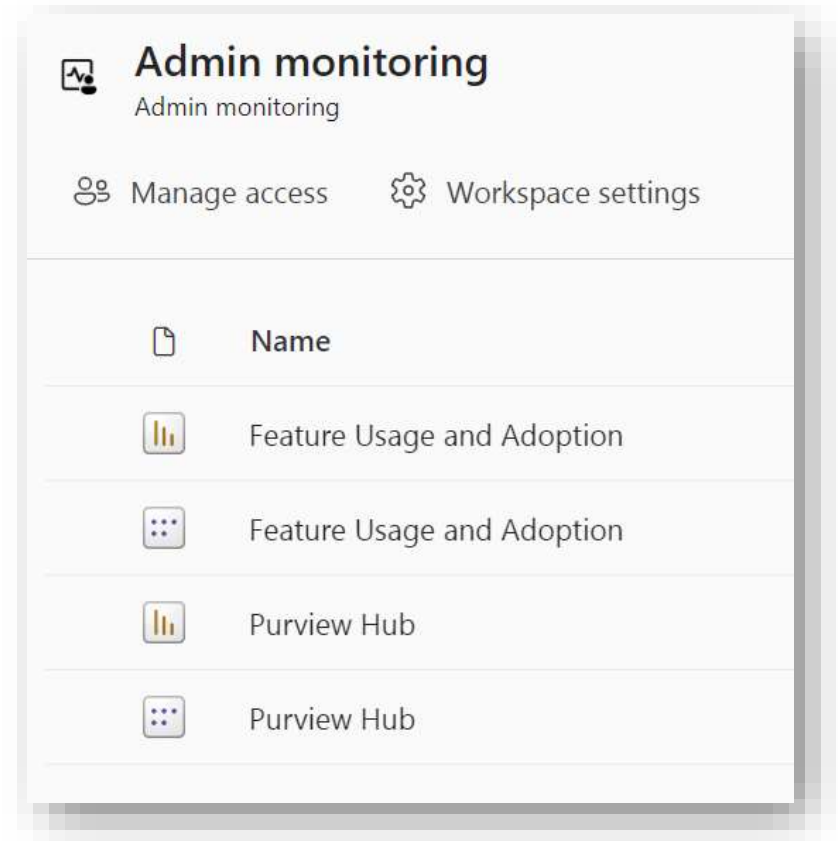 Admin monitoring
Admin monitoring
Manage access Workspace settings
Name
Feature Usage and Adoption
Feature Usage and Adoption
Purview Hub
Purview Hub